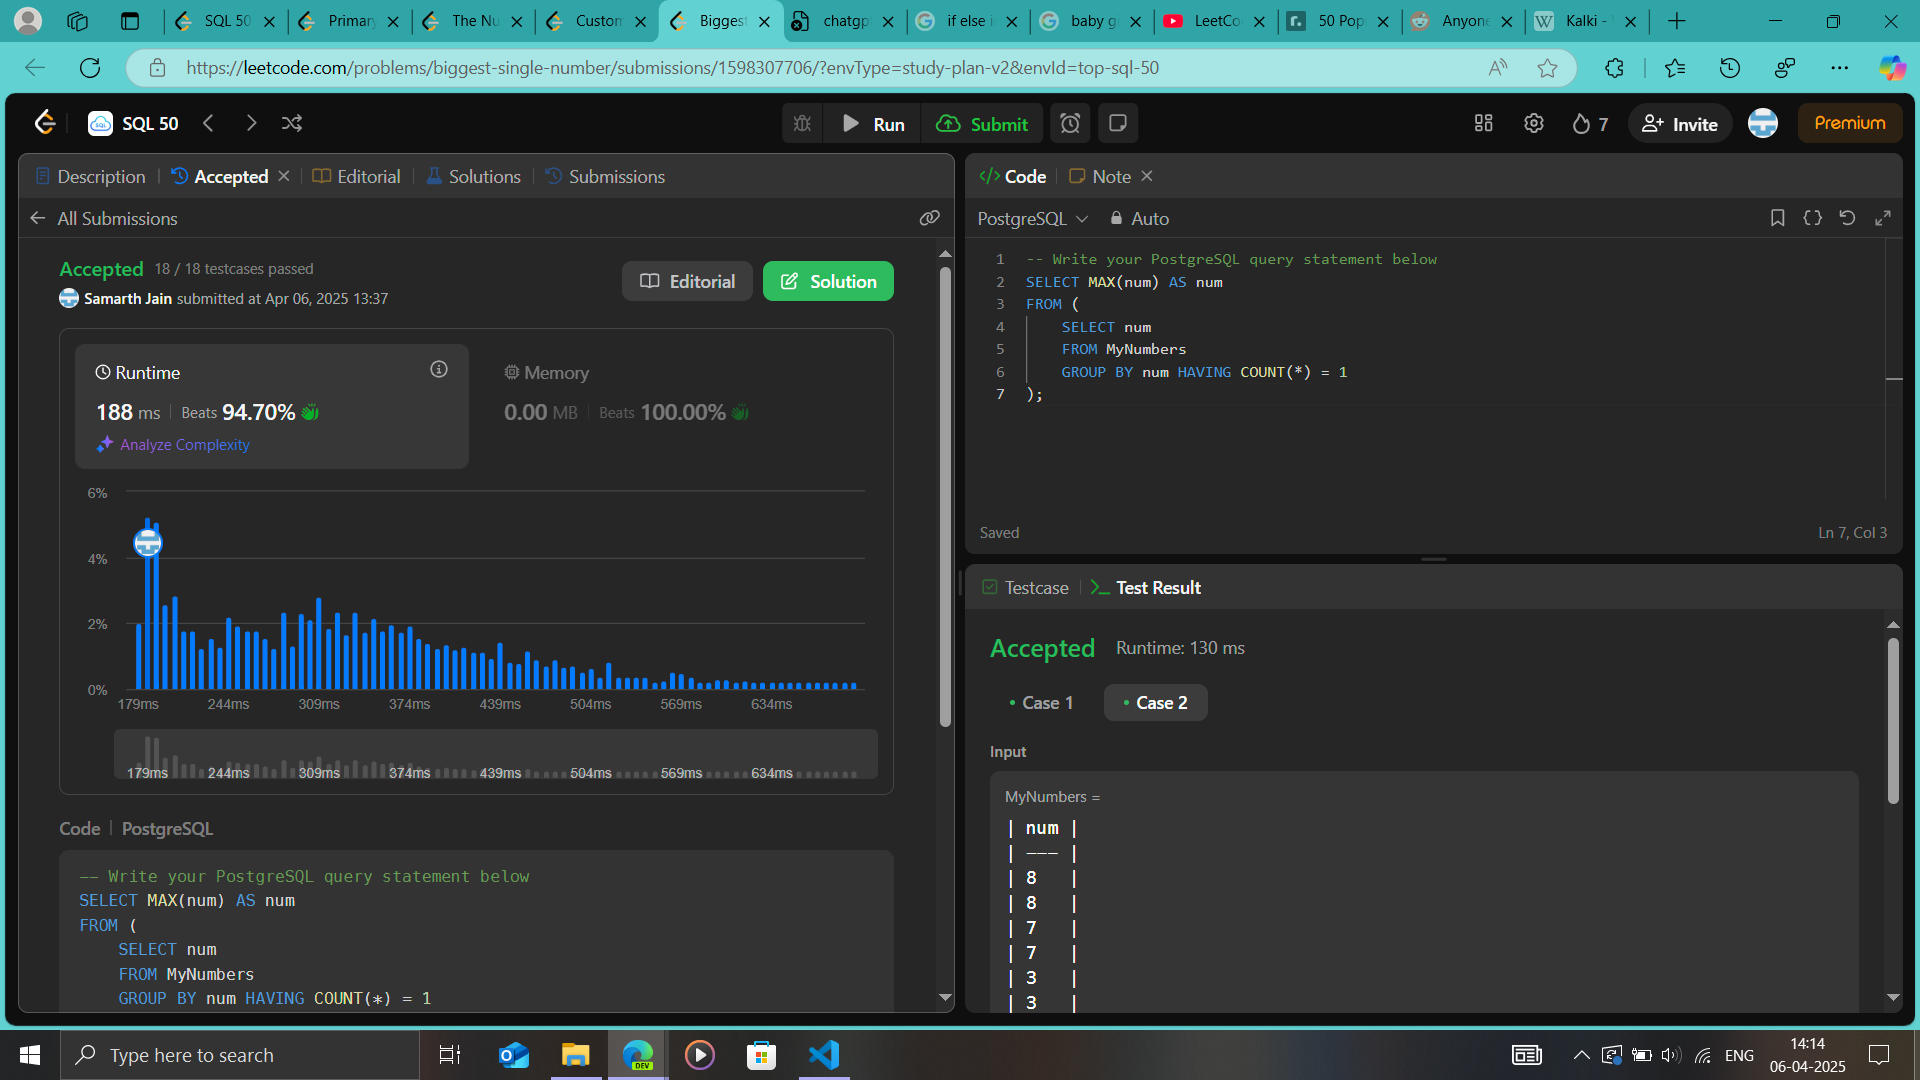 SQL 50
Primary
The Nu
Custom
Biggest
chatgp
if else i
baby g
LeetCo
50 Pop
Anyone
Kalki -
https://leetcode.com/problems/biggest-single-number/submissions/1598307706/?envType=study-plan-v2&envId=top-sql-50
SQL 50
Run
Submit
7
Invite
Premium
Description
Accepted
Editorial
Solutions
Submissions
All Submissions
Accepted 18 / 18 testcases passed
Samarth Jain submitted at Apr 06, 2025 13:37
Editorial
Solution
Runtime
188 ms | Beats 94.70%
Analyze Complexity
Memory
0.00 MB | Beats 100.00%
6%
4%
2%
0%
179ms 244ms 309ms 374ms 439ms 504ms 569ms 634ms
179ms 244ms 309ms 374ms 439ms 504ms 569ms 634ms
Code | PostgreSQL
-- Write your PostgreSQL query statement below
SELECT MAX(num) AS num
FROM (
    SELECT num
    FROM MyNumbers
    GROUP BY num HAVING COUNT(*) = 1
Code
Note
PostgreSQL
Auto
1 -- Write your PostgreSQL query statement below
2 SELECT MAX(num) AS num
3 FROM (
4     SELECT num
5     FROM MyNumbers
6     GROUP BY num HAVING COUNT(*) = 1
7 );
Saved
Ln 7, Col 3
Testcase
Test Result
Accepted Runtime: 130 ms
Case 1
Case 2
Input
MyNumbers =
| num |
| --- |
| 8 |
| 8 |
| 7 |
| 7 |
| 3 |
| 3 |
Type here to search
DEV
ENG
14:14
06-04-2025